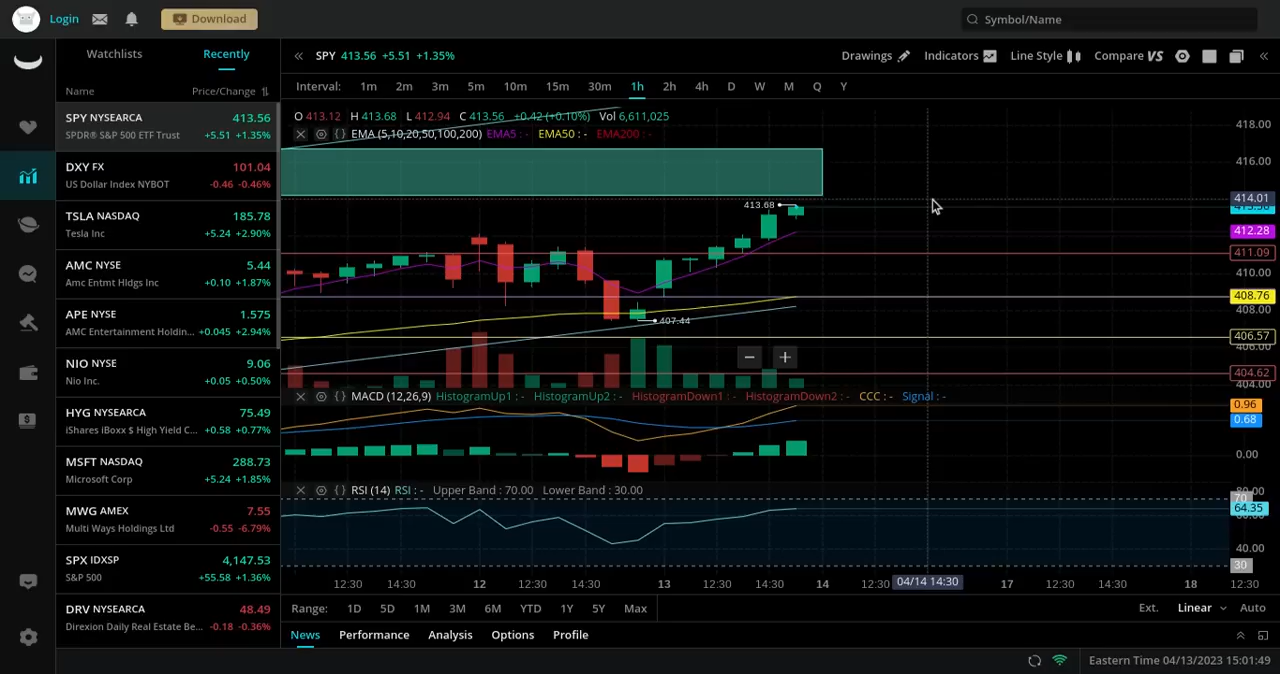 Login Download Symbol/Name
Watchlists Recently
Name Price/Change
SPY NYSEARCA 413.56
SPDR® S&P 500 ETF Trust +5.51 +1.35%
DXY FX 101.04
US Dollar Index NYBOT -0.46 -0.46%
TSLA NASDAQ 185.78
Tesla Inc +5.24 +2.90%
AMC NYSE 5.44
Amc Entmt Hldgs Inc +0.10 +1.87%
APE NYSE 1.575
AMC Entertainment Holdin... +0.045 +2.94%
NIO NYSE 9.06
Nio Inc. +0.05 +0.50%
HYG NYSEARCA 75.49
iShares iBoxx $ High Yield C... +0.58 +0.77%
MSFT NASDAQ 288.73
Microsoft Corp +5.24 +1.85%
MWG AMEX 7.55
Multi Ways Holdings Ltd -0.55 -6.79%
SPX IDXSP 4,147.53
S&P 500 +55.58 +1.36%
DRV NYSEARCA 48.49
Direxion Daily Real Estate Be... -0.18 -0.36%
SPY 413.56 +5.51 +1.35% Drawings Indicators Line Style Compare VS
Interval: 1m 2m 3m 5m 10m 15m 30m 1h 2h 4h D W M Q Y
O 413.12 H 413.68 L 412.94 C 413.56 +0.42 (+0.10%) Vol 6,611,025
EMA (5,10,20,50,100,200) EMA5 : - EMA50 : - EMA200 : -
418.00
416.00
414.01
413.68
412.28
411.09
410.00
408.76
408.00
407.44
406.57
406.00
404.62
404.00
MACD (12,26,9) HistogramUp1 : - HistogramUp2 : - HistogramDown1 : - HistogramDown2 : - CCC : - Signal : -
0.96
0.68
0.00
RSI (14) RSI : - Upper Band : 70.00 Lower Band : 30.00
80.00
70
64.35
40.00
30
12:30 14:30 12 12:30 14:30 13 12:30 14:30 14 12:30 04/14 14:30 17 12:30 14:30 18 12:30
Range: 1D 5D 1M 3M 6M YTD 1Y 5Y Max Ext. Linear Auto
News Performance Analysis Options Profile
Eastern Time 04/13/2023 15:01:49